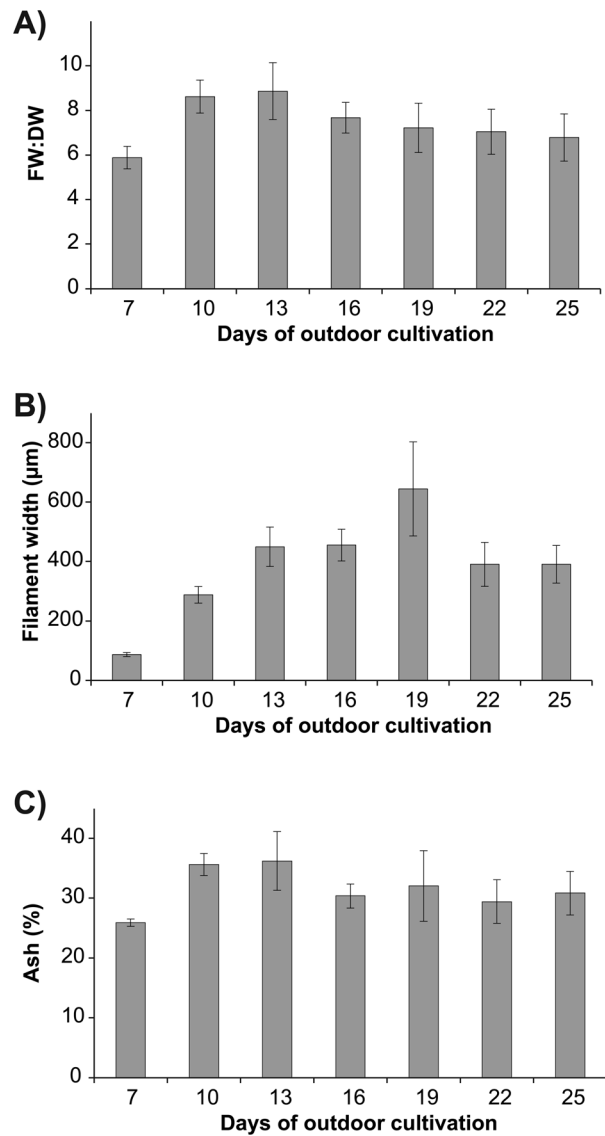 A)
FW:DW
10
8
6
4
2
0
7 10 13 16 19 22 25
Days of outdoor cultivation
B)
Filament width (µm)
800
600
400
200
0
7 10 13 16 19 22 25
Days of outdoor cultivation
C)
Ash (%)
40
30
20
10
0
7 10 13 16 19 22 25
Days of outdoor cultivation